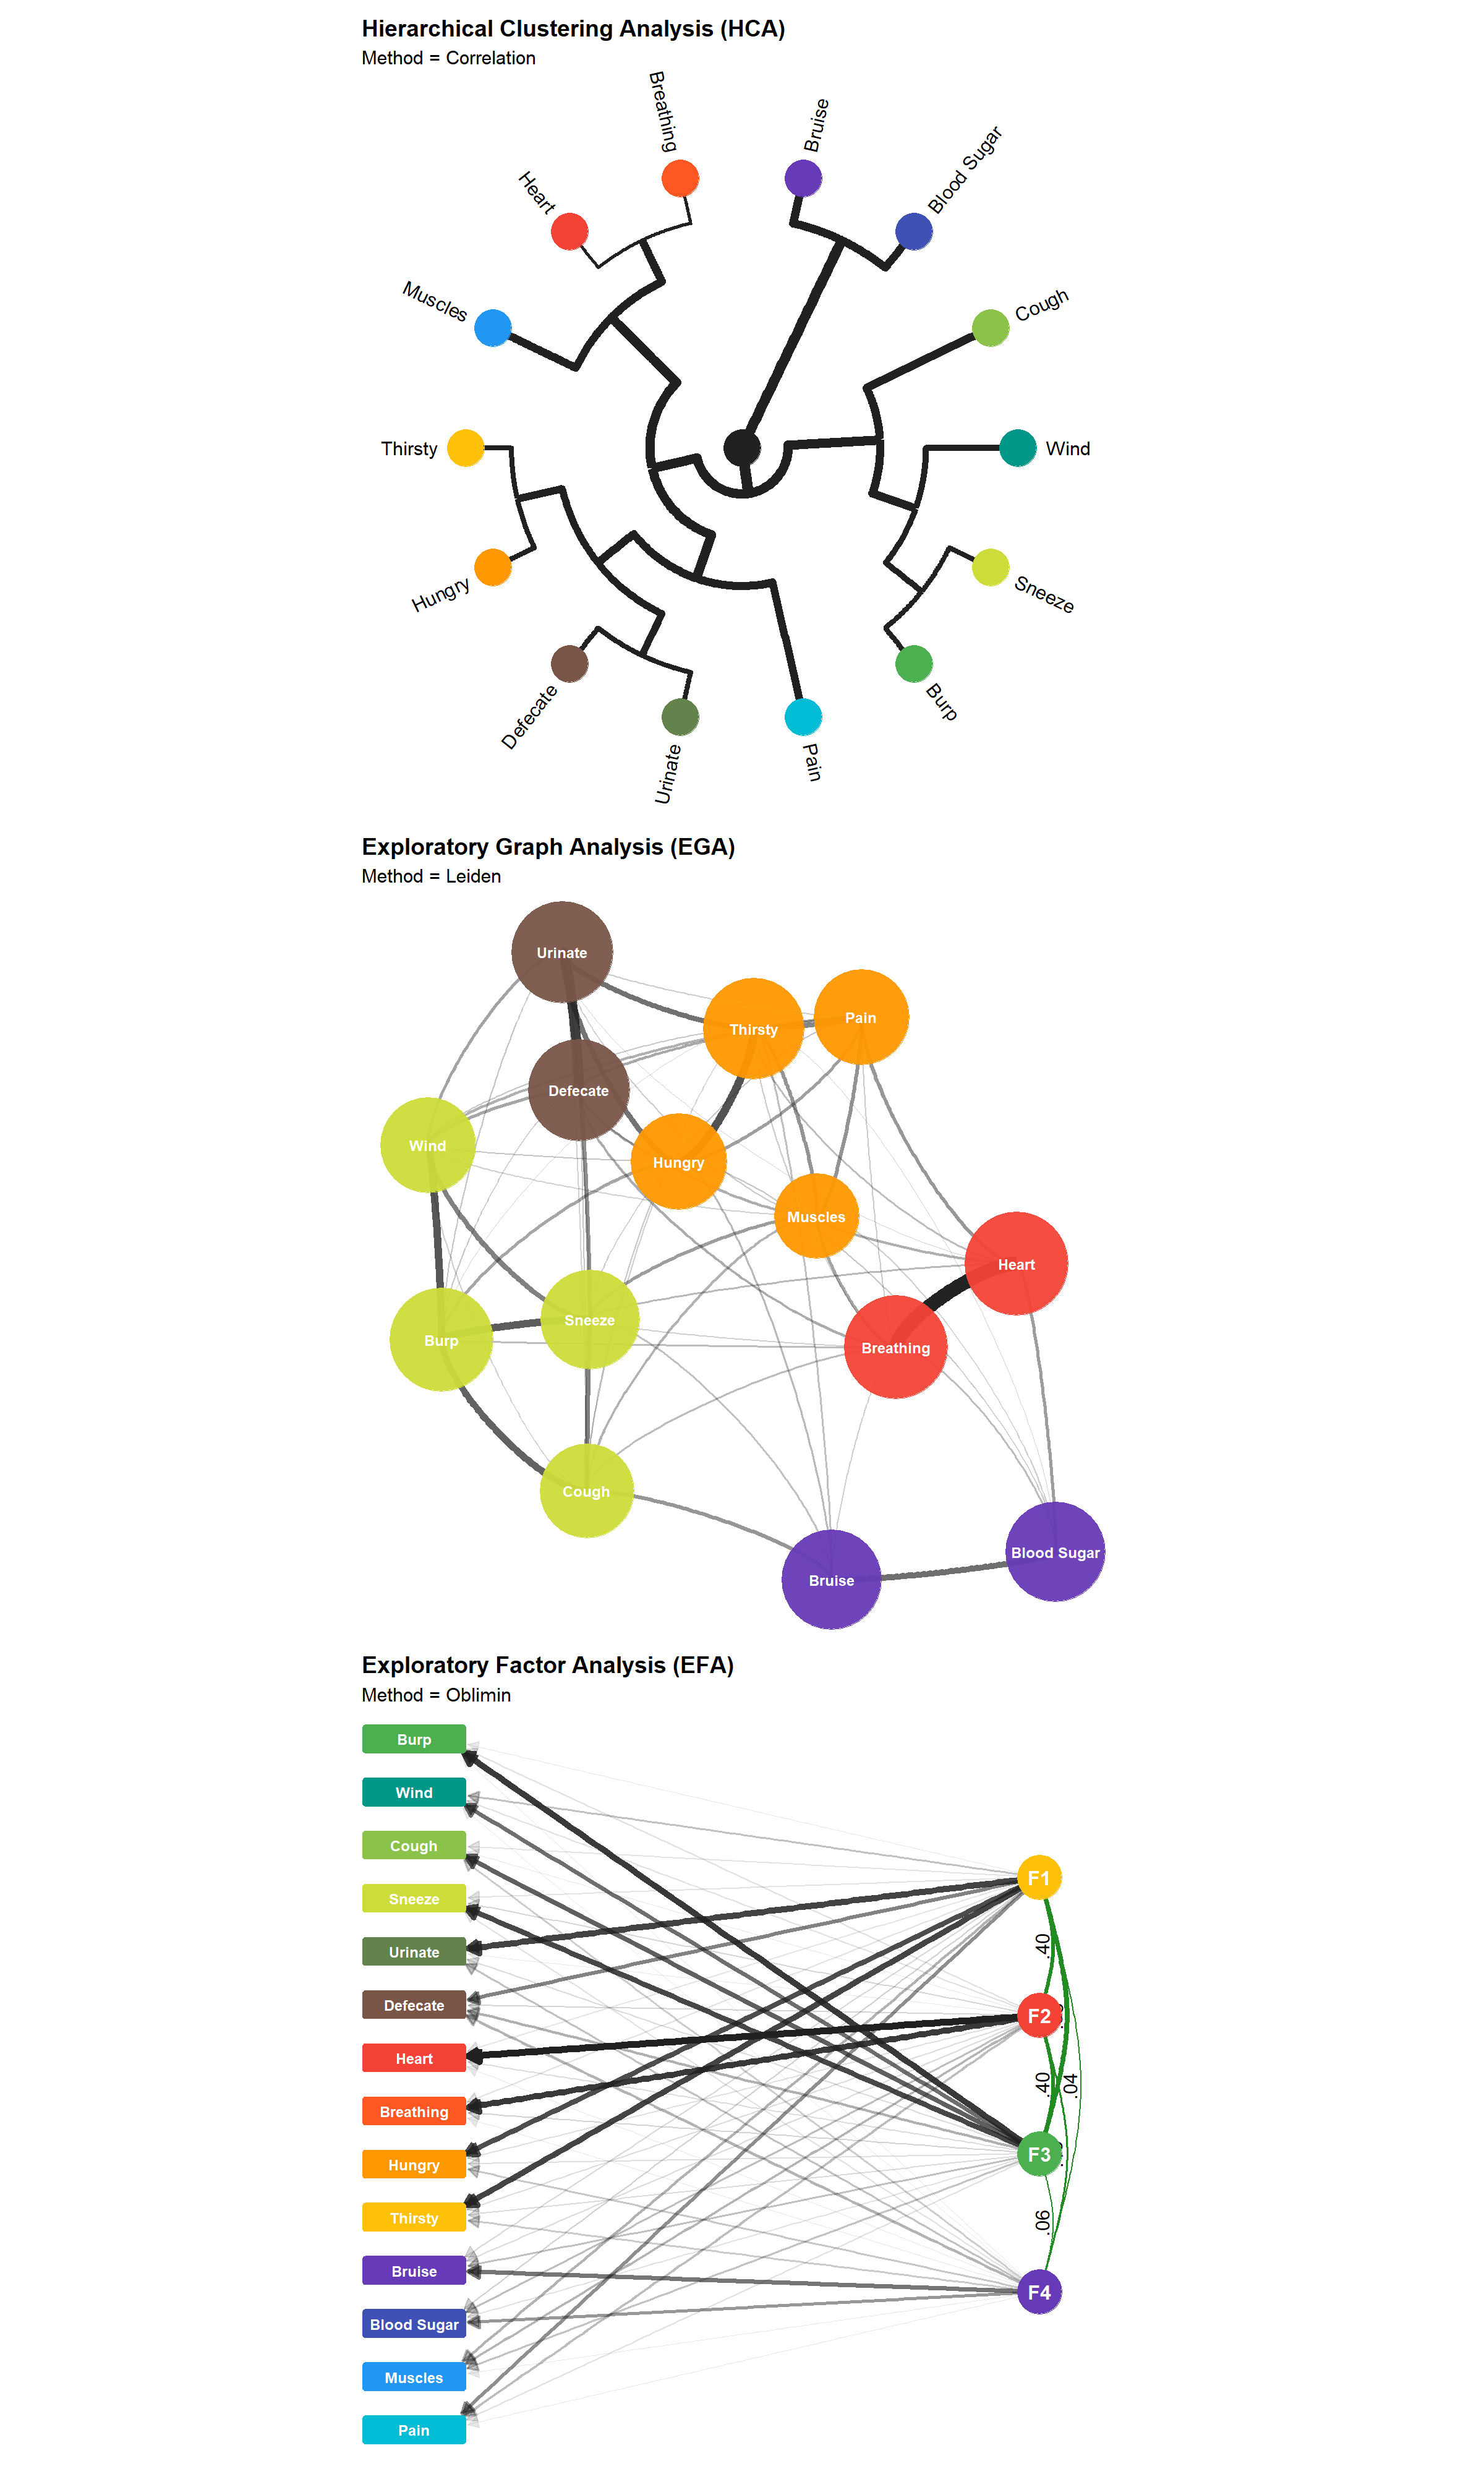 Hierarchical Clustering Analysis (HCA)
Method = Correlation
Breathing
Bruise
Heart
Blood Sugar
Muscles
Cough
Thirsty
Wind
Hungry
Sneeze
Defecate
Burp
Urinate
Pain
Exploratory Graph Analysis (EGA)
Method = Leiden
Urinate
Thirsty
Pain
Defecate
Wind
Hungry
Muscles
Heart
Sneeze
Burp
Breathing
Cough
Blood Sugar
Bruise
Exploratory Factor Analysis (EFA)
Method = Oblimin
Burp
Wind
Cough
Sneeze
Urinate
Defecate
Heart
Breathing
Hungry
Thirsty
Bruise
Blood Sugar
Muscles
Pain
F1
.40
F2
.40
.04
F3
.06
F4